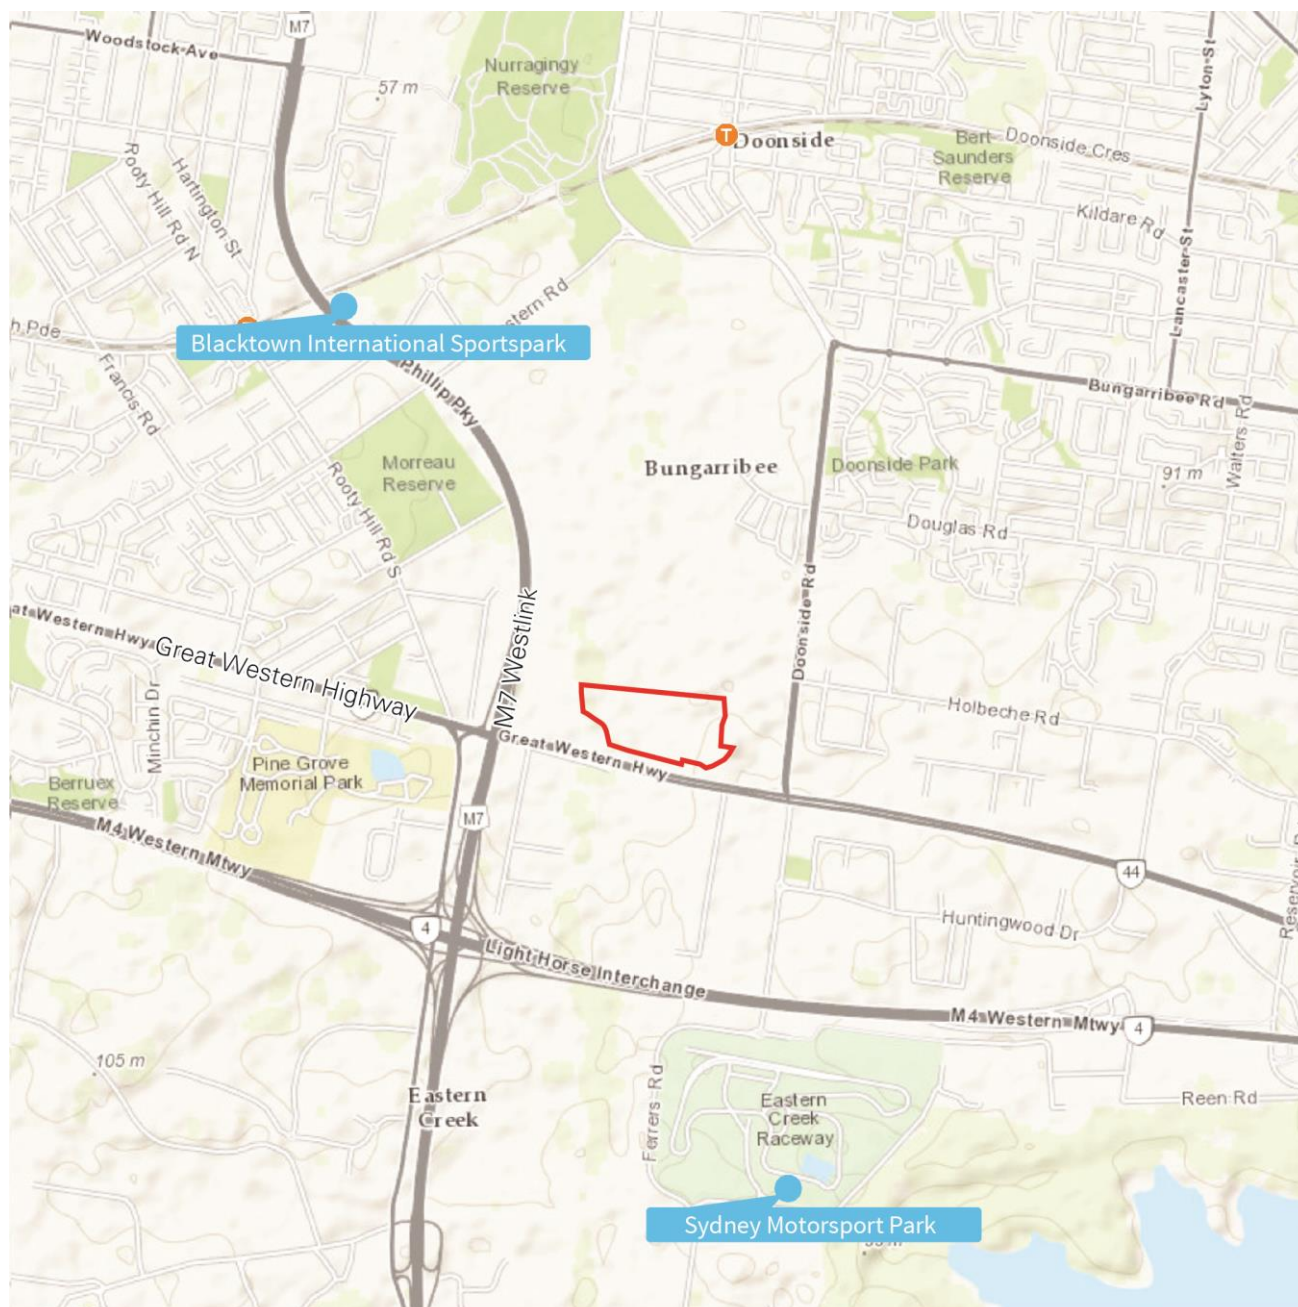 M7
Woodstock Ave
57 m
Nurragingy
Reserve
Lyton St
T
Doonside
Bert
Saunders
Reserve
Doonside Cres
Rooty Hill Rd N
Hartington St
Kildare Rd
Lancaster St
stern Rd
h Pde
Blacktown International Sportspark
Francis Rd
Phillip Pky
Bungarribee Rd
Walters Rd
Morreau
Reserve
Rooty Hill Rd S
Bungarribee
Doonside Park
91 m
Douglas Rd
Doonside Rd
at Western Hwy
Great Western Highway
M7 Westlink
Minchin Dr
Great Western Hwy
Holbeche Rd
Pine Grove
Memorial Park
Berruex
Reserve
M7
M4 Western Mtwy
44
4
Huntingwood Dr
Light Horse Interchange
M4 Western Mtwy
4
105 m
Eastern
Creek
Ferrers Rd
Eastern
Creek
Raceway
Reen Rd
Sydney Motorsport Park